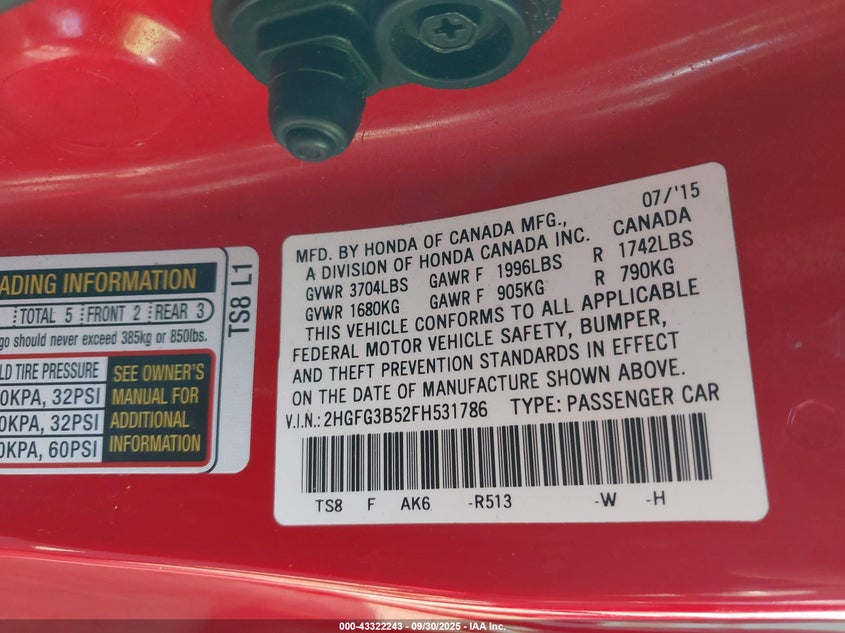 ADING INFORMATION
TOTAL 5 FRONT 2 REAR 3
go should never exceed 385kg or 850lbs.
LD TIRE PRESSURE
0KPA, 32PSI
0KPA, 32PSI
0KPA, 60PSI
SEE OWNER'S
MANUAL FOR
ADDITIONAL
INFORMATION
TS8 L1
07/'15
MFD. BY HONDA OF CANADA MFG.,
A DIVISION OF HONDA CANADA INC. CANADA
GVWR 3704LBS GAWR F 1996LBS R 1742LBS
GVWR 1680KG GAWR F 905KG R 790KG
THIS VEHICLE CONFORMS TO ALL APPLICABLE
FEDERAL MOTOR VEHICLE SAFETY, BUMPER,
AND THEFT PREVENTION STANDARDS IN EFFECT
ON THE DATE OF MANUFACTURE SHOWN ABOVE.
V.I.N: 2HGFG3B52FH531786 TYPE: PASSENGER CAR
TS8 F AK6 -R513 -W -H
000-43322243 - 09/30/2025 - IAA Inc.